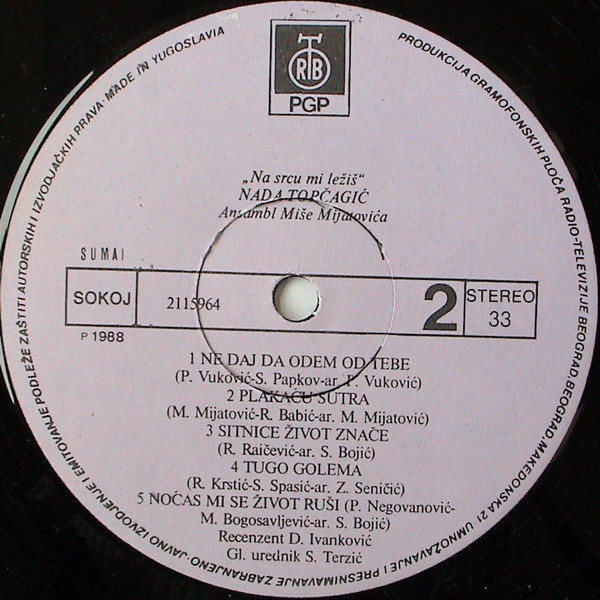 RTB
PGP
PRODUKCIJA GRAMOFONSKIH PLOČA RADIO-TELEVIZIJE BEOGRAD, BEOGRAD, MAKEDONSKA 21 UMNOŽAVANJE I PRESNIMAVANJE ZABRANJENO-JAVNO IZVODJENJE I EMITOVANJE PODLEŽE ZAŠTITI AUTORSKIH I IZVODJAČKIH PRAVA·MADE IN YUGOSLAVIA
„Na srcu mi ležiš“
NADA TOPČAGIĆ
Ansambl Miše Mijatovića
SUMAJ
SOKOJ 2115964 2 STEREO 33
P 1988
1 NE DAJ DA ODEM OD TEBE
(P. Vuković-S. Papkov-ar. P. Vuković)
2 PLAKAĆU SUTRA
(M. Mijatović-R. Babić-ar. M. Mijatović)
3 SITNICE ŽIVOT ZNAČE
(R. Raičević-ar. S. Bojić)
4 TUGO GOLEMA
(R. Krstić-S. Spasić-ar. Z. Seničić)
5 NOĆAS MI SE ŽIVOT RUŠI (P. Negovanović-
M. Bogosavljević-ar. S. Bojić)
Recenzent D. Ivanković
Gl. urednik S. Terzić